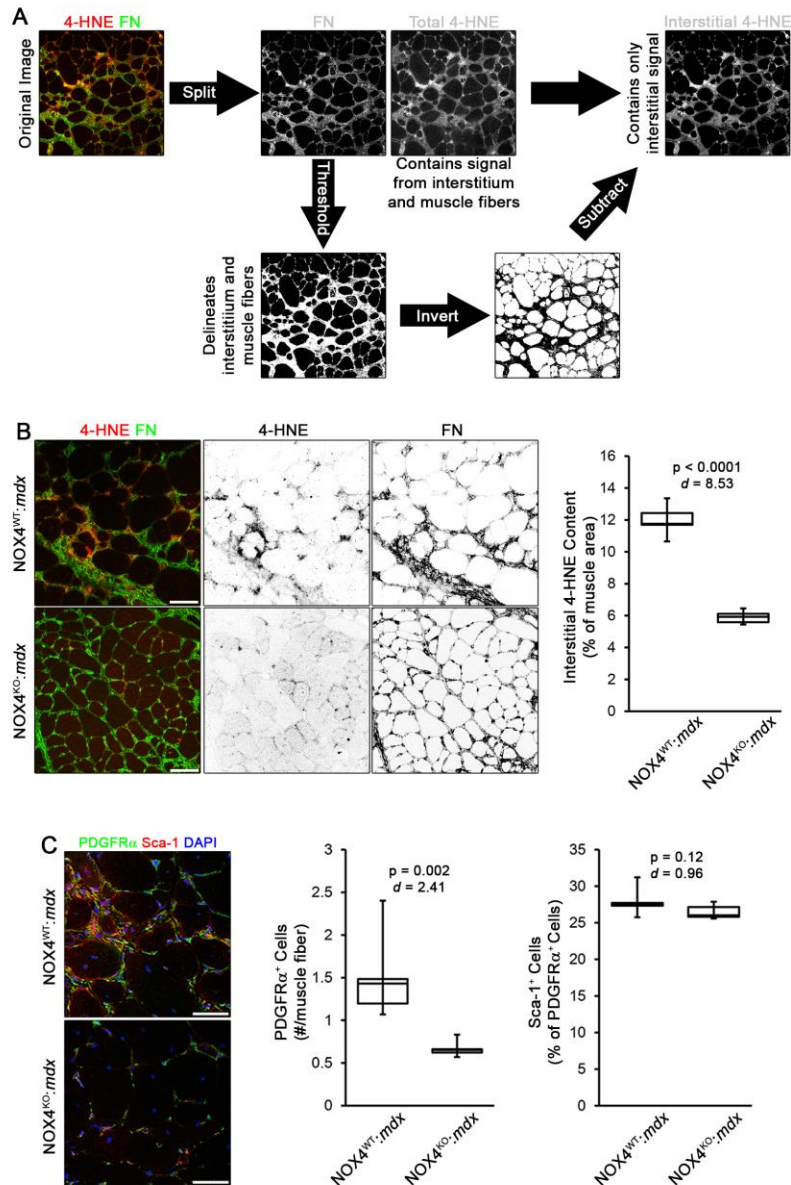 A
4-HNE FN
Original Image
Split
FN
Total 4-HNE
Contains signal
from interstitium
and muscle fibers
Interstitial 4-HNE
Contains only
interstitial signal
Threshold
Subtract
Delineates
interstitiium and
muscle fibers
Invert
B
4-HNE FN
4-HNE
FN
NOX4WT:mdx
NOX4KO:mdx
Interstitial 4-HNE Content
(% of muscle area)
16
14
12
10
8
6
4
2
0
p < 0.0001
d = 8.53
NOX4WT:mdx
NOX4KO:mdx
C
PDGFRα Sca-1 DAPI
NOX4WT:mdx
NOX4KO:mdx
PDGFRα+ Cells
(#/muscle fiber)
3
2.5
2
1.5
1
0.5
0
p = 0.002
d = 2.41
NOX4WT:mdx
NOX4KO:mdx
Sca-1+ Cells
(% of PDGFRα+ Cells)
35
30
25
20
15
10
5
0
p = 0.12
d = 0.96
NOX4WT:mdx
NOX4KO:mdx